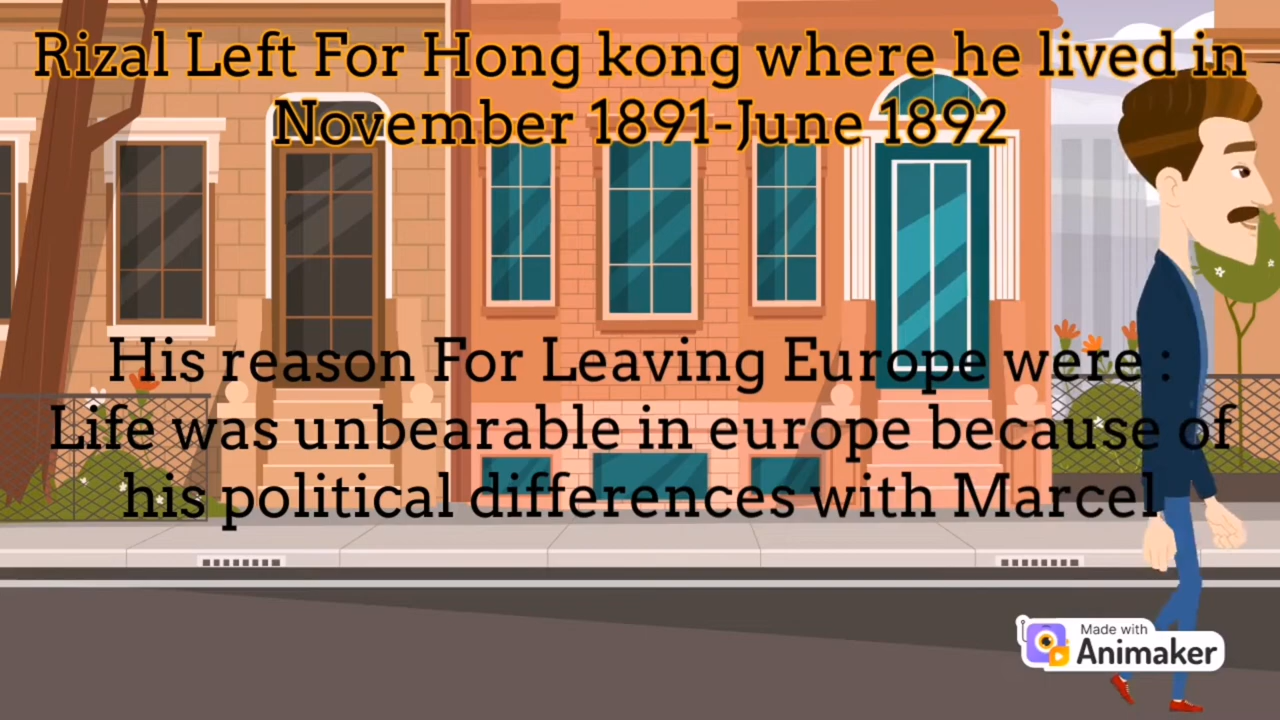 Rizal Left For Hong kong where he lived in
November 1891-June 1892
His reason For Leaving Europe were :
Life was unbearable in europe because of
his political differences with Marcel
Made with
Animaker